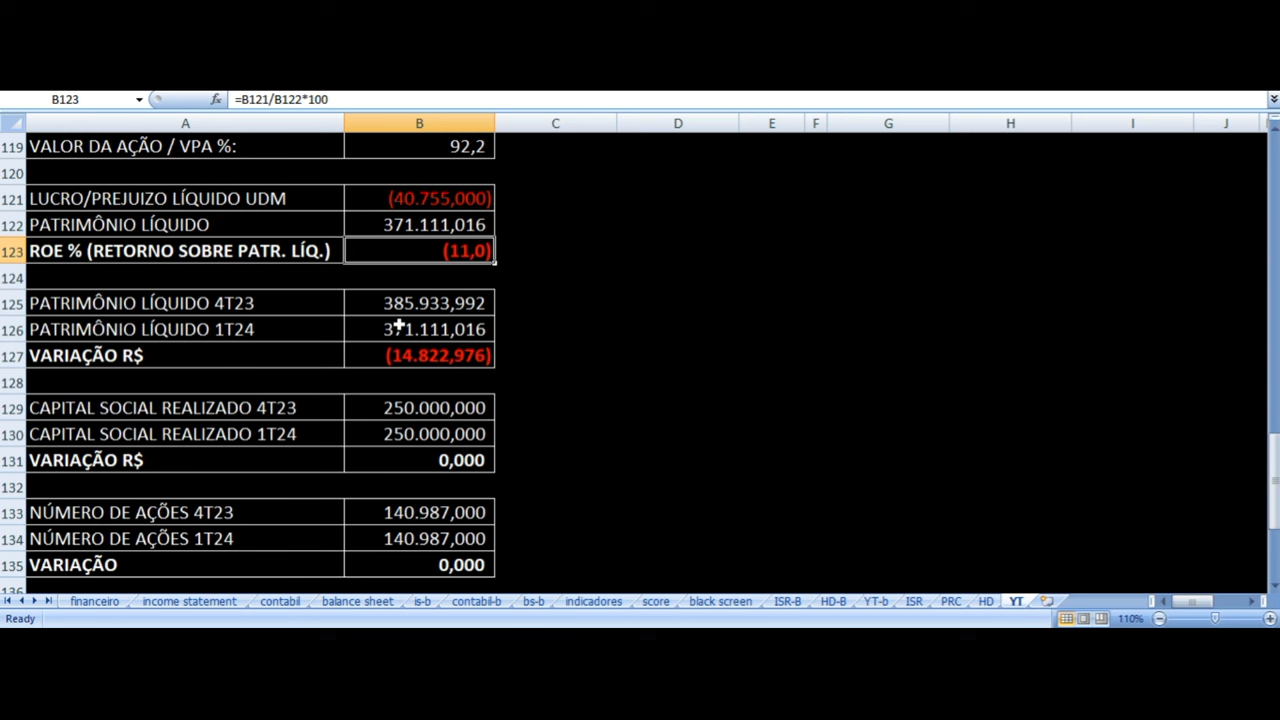 B123 fx =B121/B122*100
A B C D E F G H I J
119 VALOR DA AÇÃO / VPA %: 92,2
120
121 LUCRO/PREJUIZO LÍQUIDO UDM (40.755,000)
122 PATRIMÔNIO LÍQUIDO 371.111,016
123 ROE % (RETORNO SOBRE PATR. LÍQ.) (11,0)
124
125 PATRIMÔNIO LÍQUIDO 4T23 385.933,992
126 PATRIMÔNIO LÍQUIDO 1T24 371.111,016
127 VARIAÇÃO R$ (14.822,976)
128
129 CAPITAL SOCIAL REALIZADO 4T23 250.000,000
130 CAPITAL SOCIAL REALIZADO 1T24 250.000,000
131 VARIAÇÃO R$ 0,000
132
133 NÚMERO DE AÇÕES 4T23 140.987,000
134 NÚMERO DE AÇÕES 1T24 140.987,000
135 VARIAÇÃO 0,000
136
financeiro income statement contabil balance sheet is-b contabil-b bs-b indicadores score black screen ISR-B HD-B YT-b ISR PRC HD YT
Ready 110%